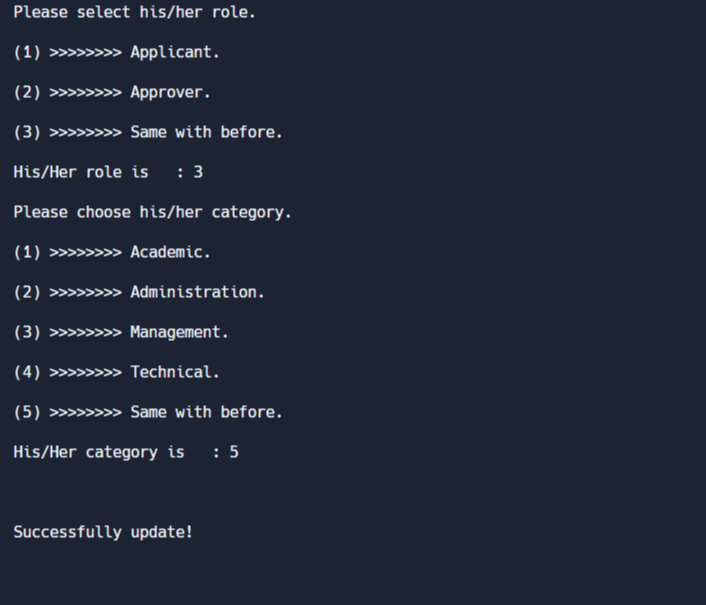 Please select his/her role.
(1) >>>>>>>> Applicant.
(2) >>>>>>>> Approver.
(3) >>>>>>>> Same with before.
His/Her role is   : 3
Please choose his/her category.
(1) >>>>>>>> Academic.
(2) >>>>>>>> Administration.
(3) >>>>>>>> Management.
(4) >>>>>>>> Technical.
(5) >>>>>>>> Same with before.
His/Her category is   : 5
Successfully update!